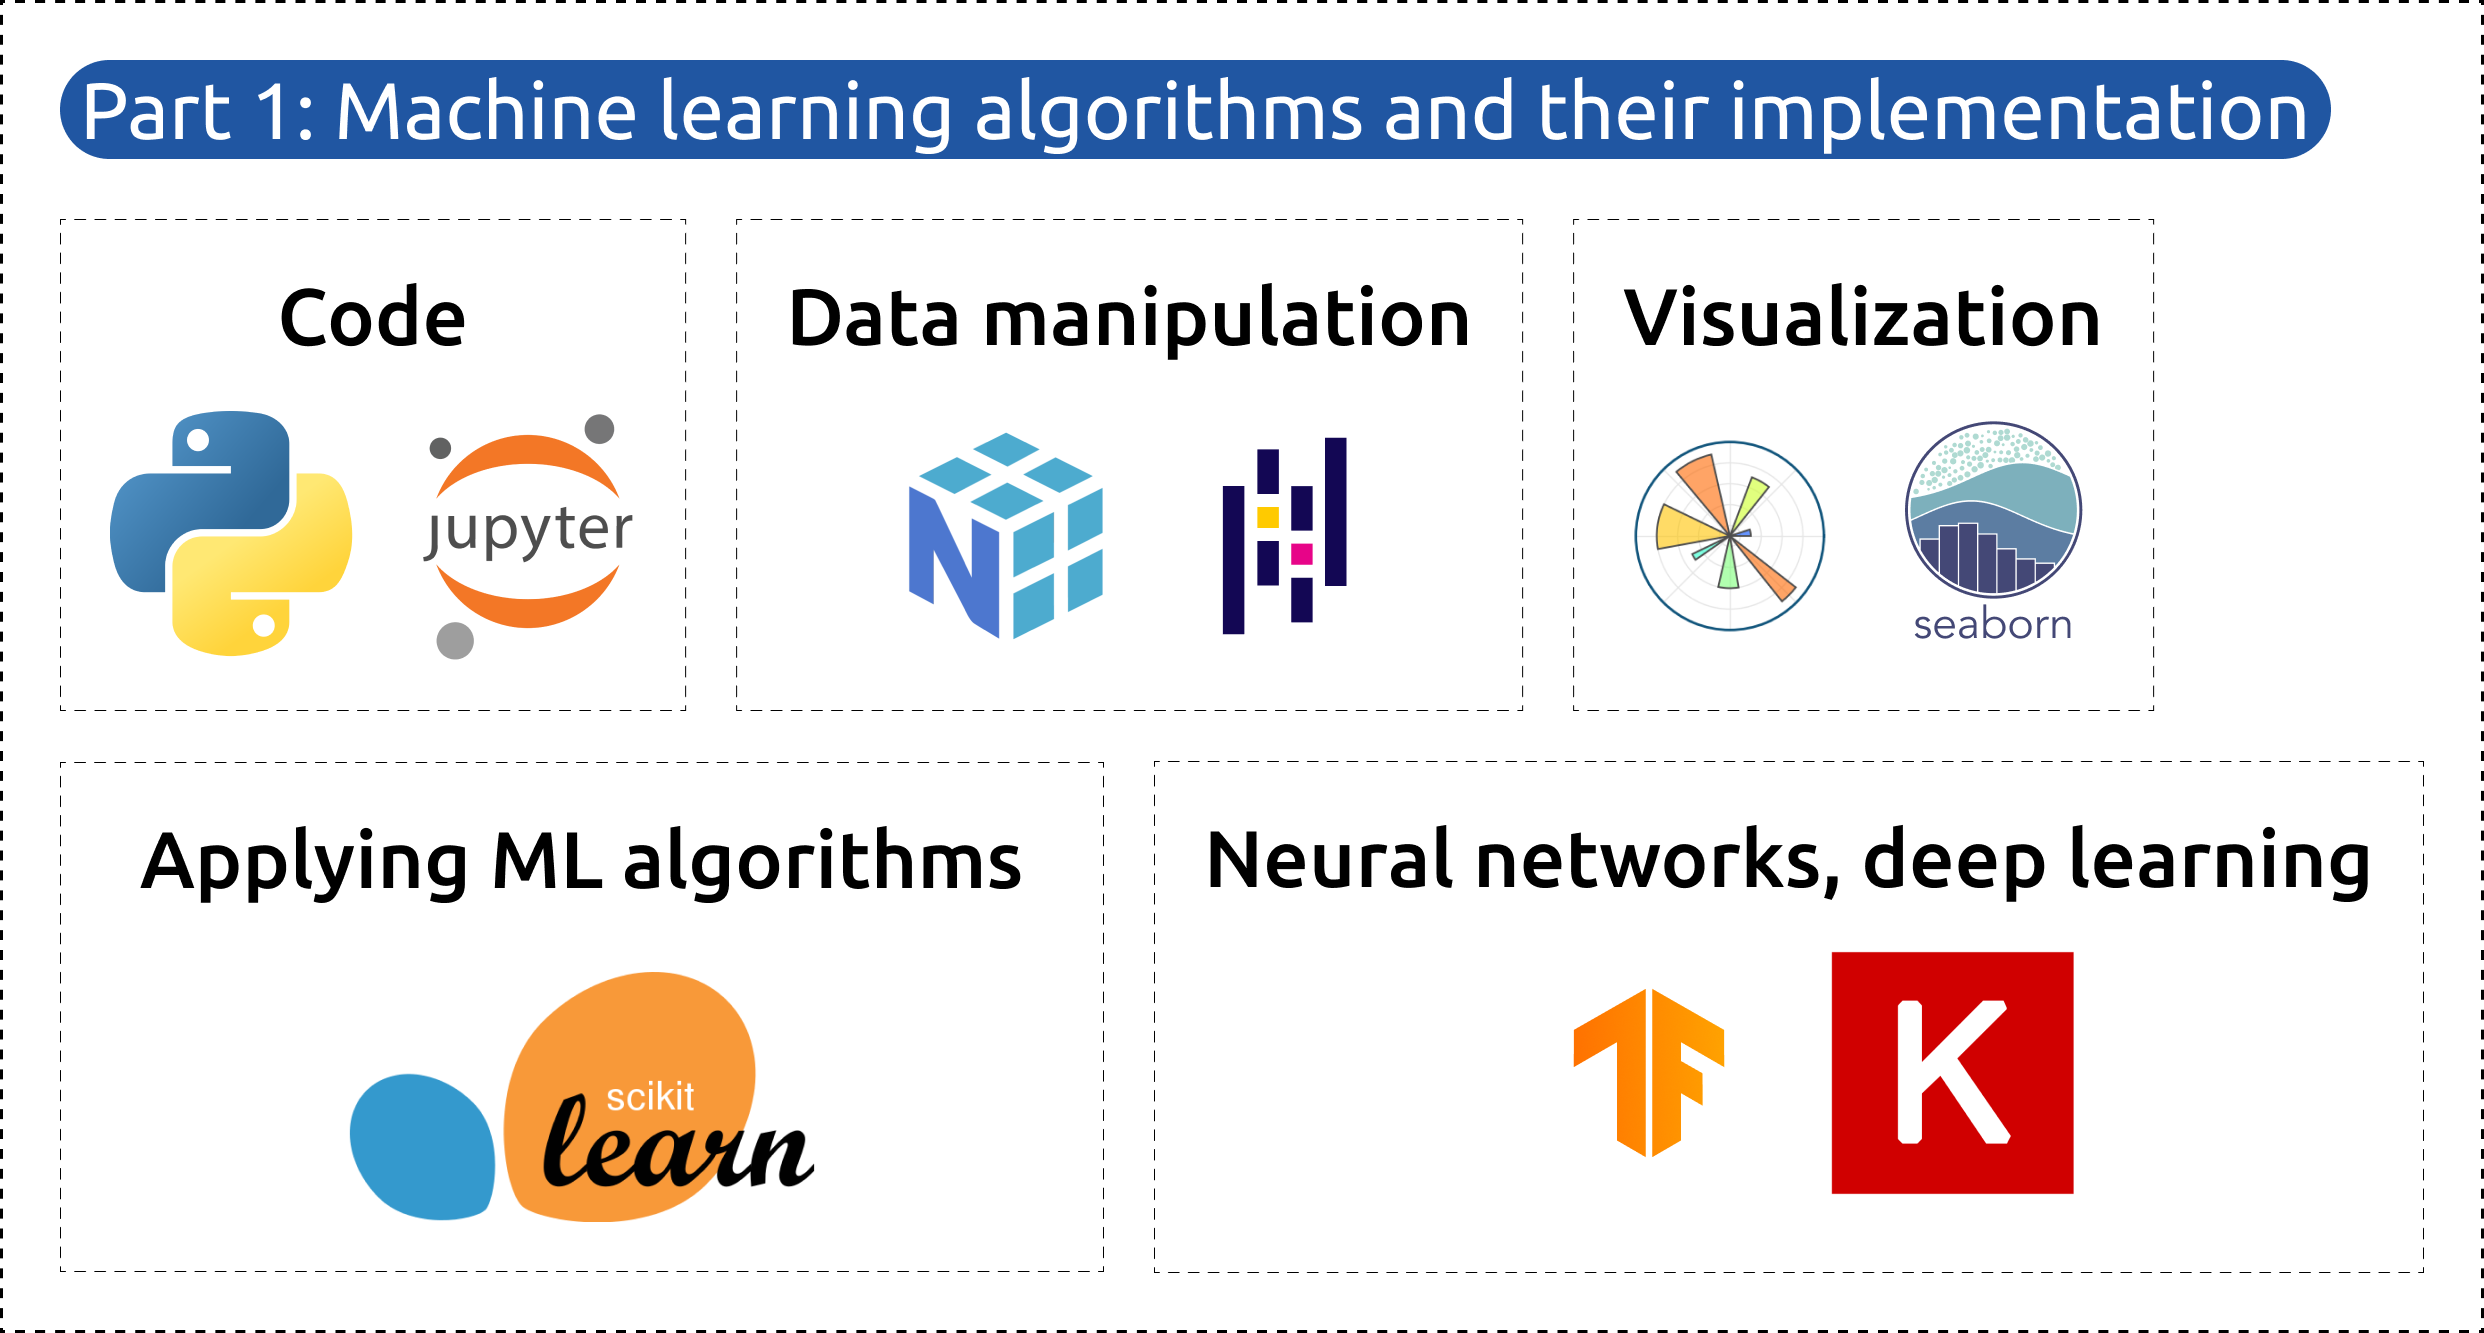 Part 1: Machine learning algorithms and their implementation
Code
Data manipulation
Visualization
jupyter
seaborn
Applying ML algorithms
Neural networks, deep learning
scikit
learn
K